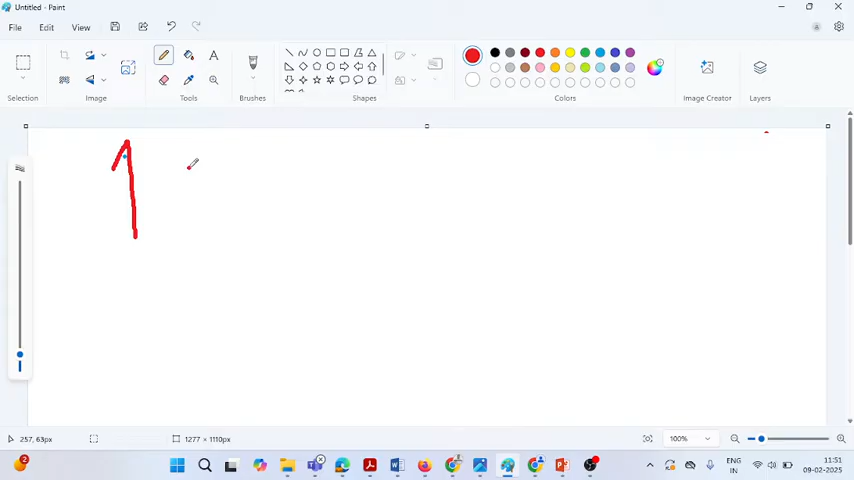 Untitled - Paint
File Edit View
Selection Image Tools Brushes Shapes Colors Image Creator Layers
1
257, 63px 1277 × 1110px 100%
2 ENG IN 11:51 09-02-2025